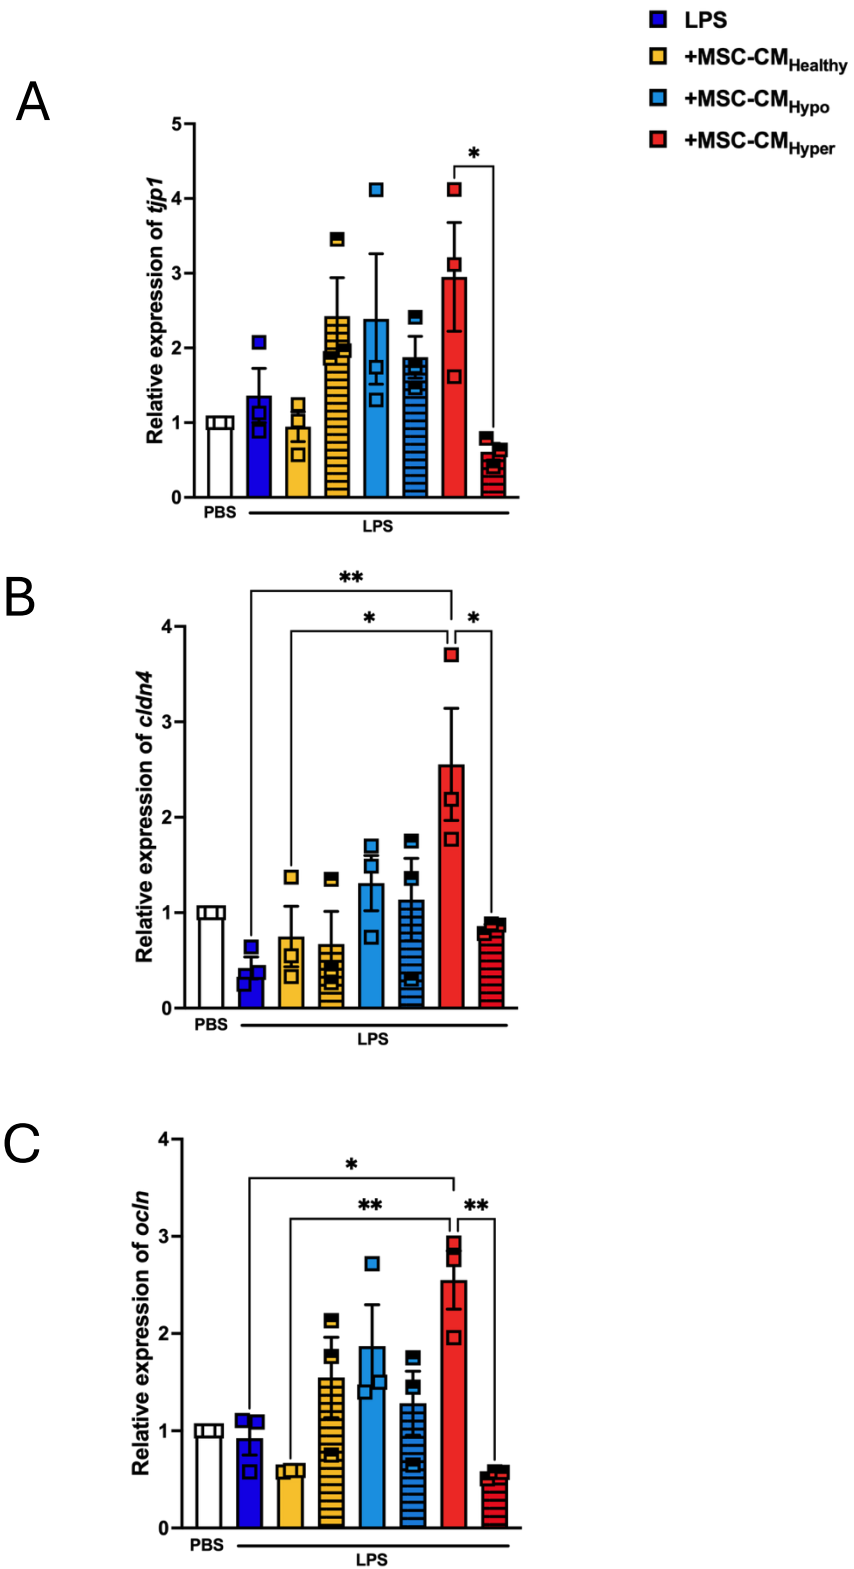 LPS
+MSC-CMHealthy
+MSC-CMHypo
+MSC-CMHyper
A
Relative expression of tjp1
5
4
3
2
1
0
*
PBS
LPS
B
Relative expression of cldn4
4
3
2
1
0
**
*
*
PBS
LPS
C
Relative expression of ocln
4
3
2
1
0
*
**
**
PBS
LPS